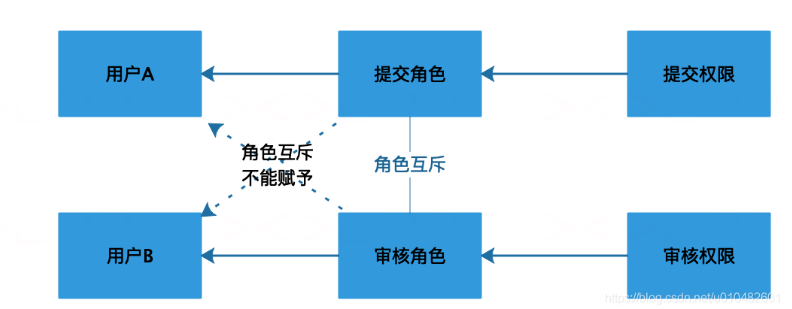 用户A
提交角色
提交权限
角色互斥
不能赋予
角色互斥
用户B
审核角色
审核权限
https://blog.csdn.net/u010482601